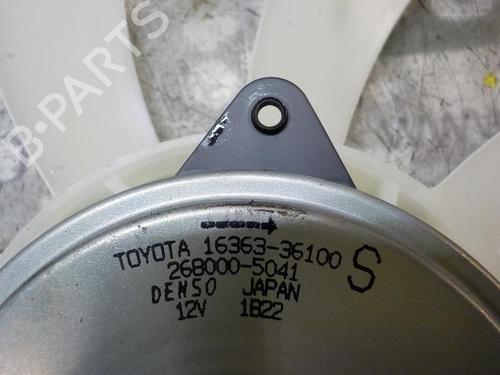 B-PARTS
TOYOTA 16363-36100 S
268000-5041
DENSO JAPAN
12V 1B22